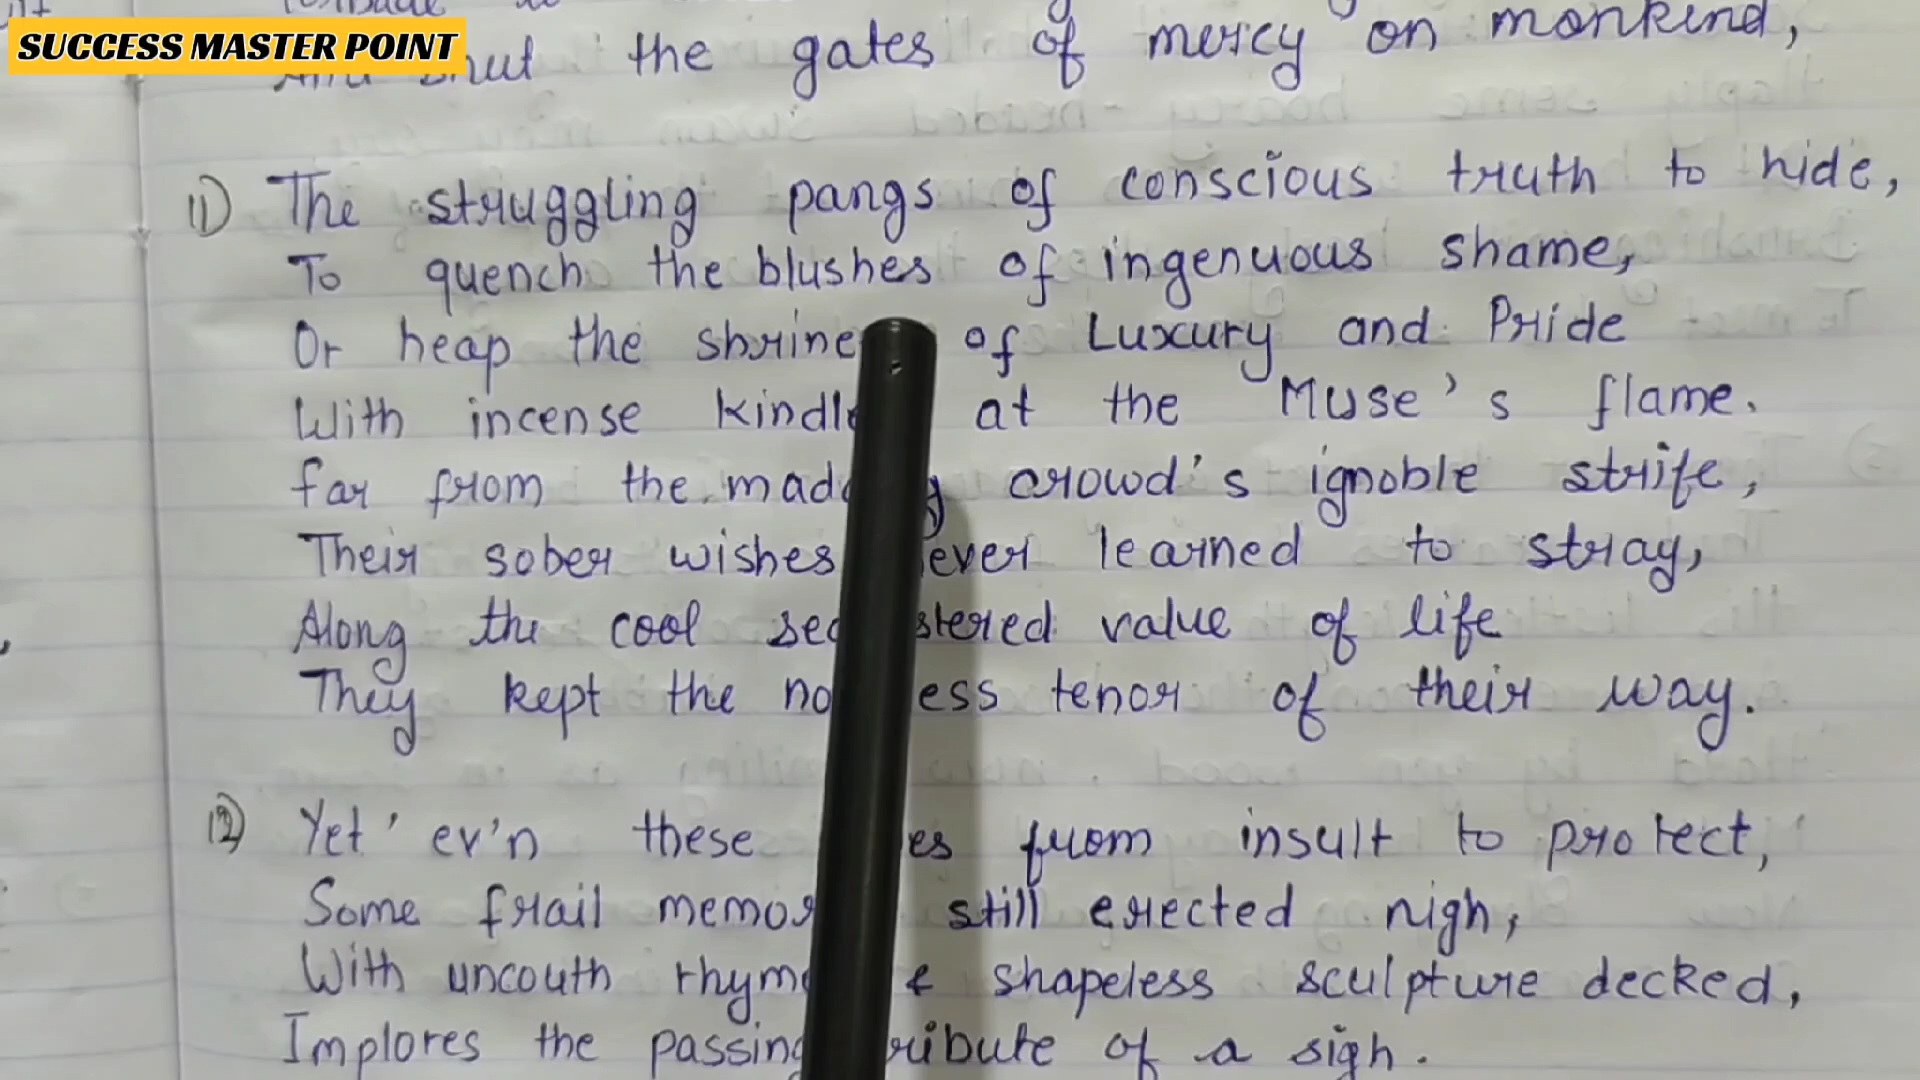 SUCCESS MASTER POINT
shut the gates of mercy on mankind,
11) The struggling pangs of conscious truth to hide,
To quench the blushes of ingenuous shame,
Or heap the shrine of Luxury and Pride
With incense kindle at the Muse's flame.
far from the crowd's ignoble strife,
Their sober wishes never learned to stray,
Along the cool value of life
They kept the tenor of their way.
12) Yet' ev'n these from insult to protect,
Some frail still erected nigh,
With uncouth & shapeless sculpture decked,
Implores the passing tribute of a sigh.